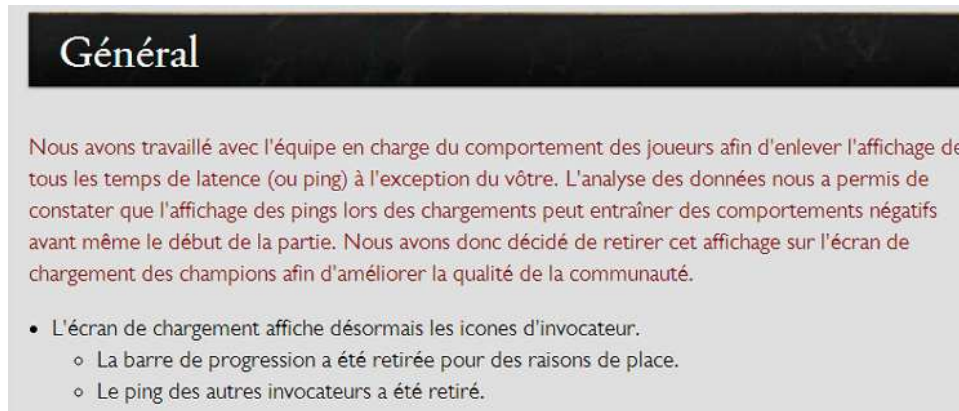 Général
Nous avons travaillé avec l'équipe en charge du comportement des joueurs afin d'enlever l'affichage de
tous les temps de latence (ou ping) à l'exception du vôtre. L'analyse des données nous a permis de
constater que l'affichage des pings lors des chargements peut entraîner des comportements négatifs
avant même le début de la partie. Nous avons donc décidé de retirer cet affichage sur l'écran de
chargement des champions afin d'améliorer la qualité de la communauté.
• L'écran de chargement affiche désormais les icones d'invocateur.
◦ La barre de progression a été retirée pour des raisons de place.
◦ Le ping des autres invocateurs a été retiré.